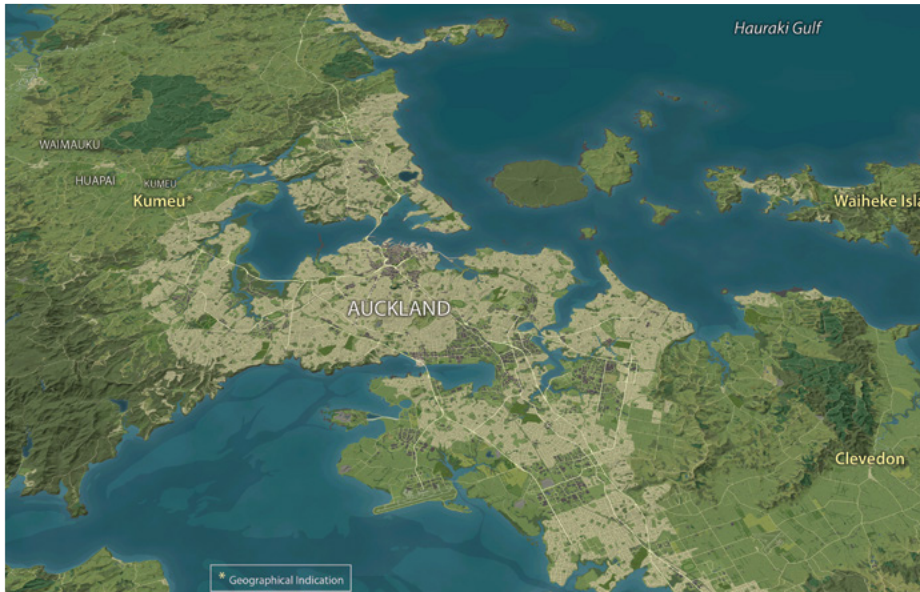 Hauraki Gulf
WAIMAUKU
HUAPAI
KUMEU
Kumeu*
Waiheke Isla
AUCKLAND
Clevedon
* Geographical Indication